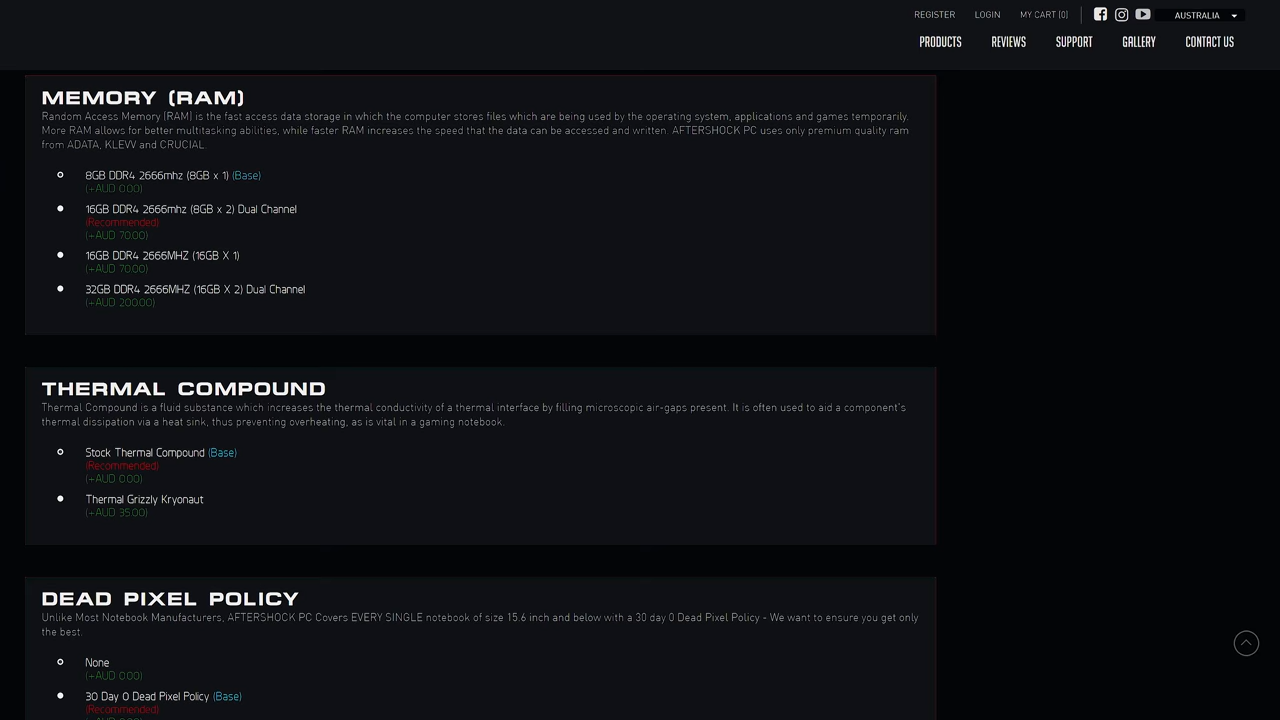 REGISTER LOGIN MY CART (0) AUSTRALIA
PRODUCTS REVIEWS SUPPORT GALLERY CONTACT US
MEMORY (RAM)
Random Access Memory (RAM) is the fast access data storage in which the computer stores files which are being used by the operating system, applications and games temporarily.
More RAM allows for better multitasking abilities, while faster RAM increases the speed that the data can be accessed and written. AFTERSHOCK PC uses only premium quality ram
from ADATA, KLEVV and CRUCIAL.
8GB DDR4 2666mhz (8GB x 1) (Base)
(+AUD 0.00)
16GB DDR4 2666mhz (8GB x 2) Dual Channel
(Recommended)
(+AUD 70.00)
16GB DDR4 2666MHZ (16GB X 1)
(+AUD 70.00)
32GB DDR4 2666MHZ (16GB X 2) Dual Channel
(+AUD 200.00)
THERMAL COMPOUND
Thermal Compound is a fluid substance which increases the thermal conductivity of a thermal interface by filling microscopic air-gaps present. It is often used to aid a component's
thermal dissipation via a heat sink, thus preventing overheating, as is vital in a gaming notebook.
Stock Thermal Compound (Base)
(Recommended)
(+AUD 0.00)
Thermal Grizzly Kryonaut
(+AUD 35.00)
DEAD PIXEL POLICY
Unlike Most Notebook Manufacturers, AFTERSHOCK PC Covers EVERY SINGLE notebook of size 15.6 inch and below with a 30 day 0 Dead Pixel Policy - We want to ensure you get only
the best.
None
(+AUD 0.00)
30 Day 0 Dead Pixel Policy (Base)
(Recommended)